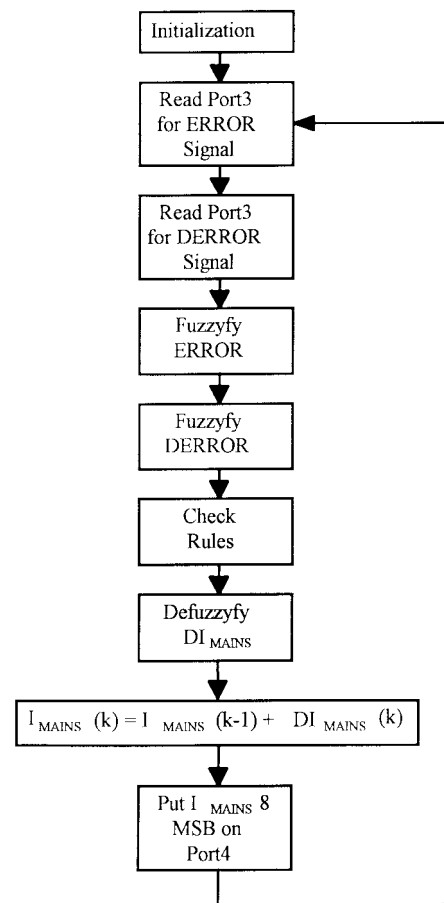 Initialization
Read Port3
for ERROR
Signal
Read Port3
for DERROR
Signal
Fuzzyfy
ERROR
Fuzzyfy
DERROR
Check
Rules
Defuzzyfy
DI MAINS
I MAINS (k) = I MAINS (k-1) + DI MAINS (k)
Put I MAINS 8
MSB on
Port4